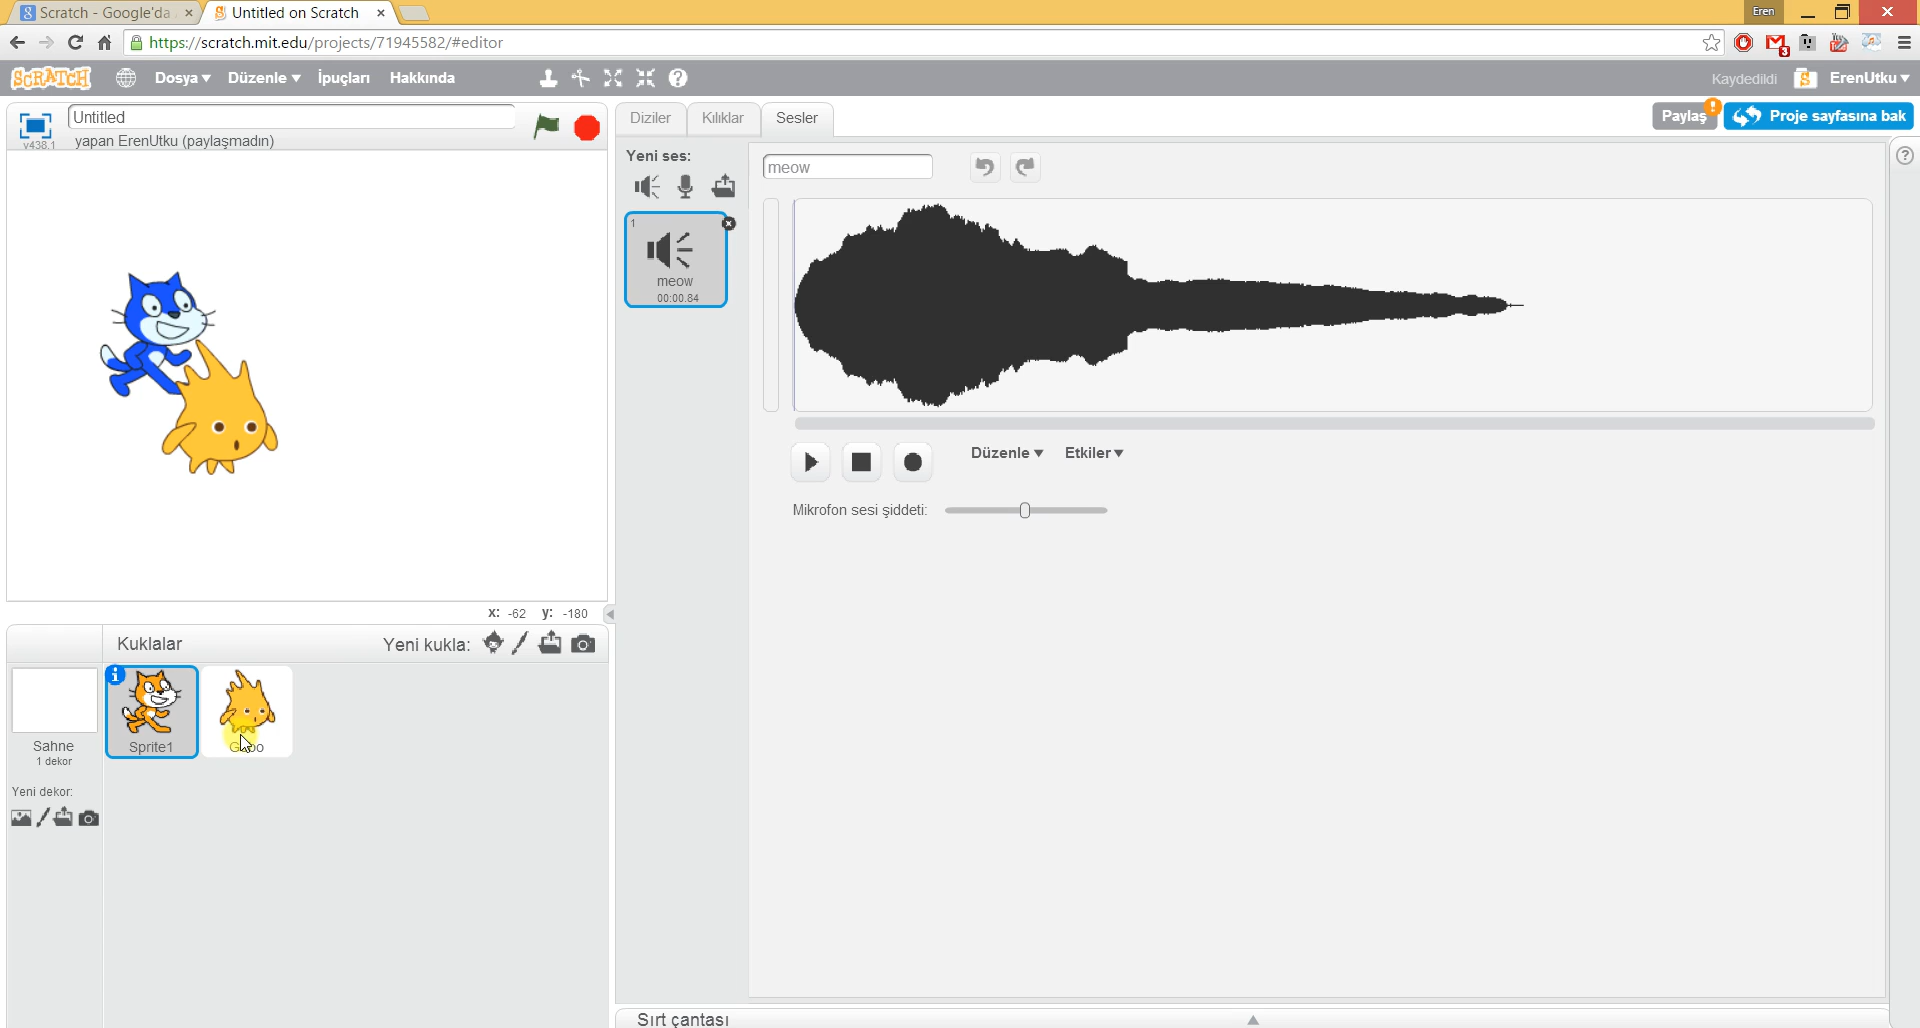 Scratch - Google'da
Untitled on Scratch
Eren
https://scratch.mit.edu/projects/71945582/#editor
3
SCRATCH
Dosya
Düzenle
İpuçları
Hakkında
Kaydedildi
ErenUtku
v438.1
Untitled
yapan ErenUtku (paylaşmadın)
Diziler
Kılıklar
Sesler
Paylaş
Proje sayfasına bak
Yeni ses:
1
meow
00:00.84
meow
Düzenle
Etkiler
Mikrofon sesi şiddeti:
x: -62 y: -180
Kuklalar
Yeni kukla:
Sprite1
Sahne
1 dekor
Yeni dekor:
Sırt çantası